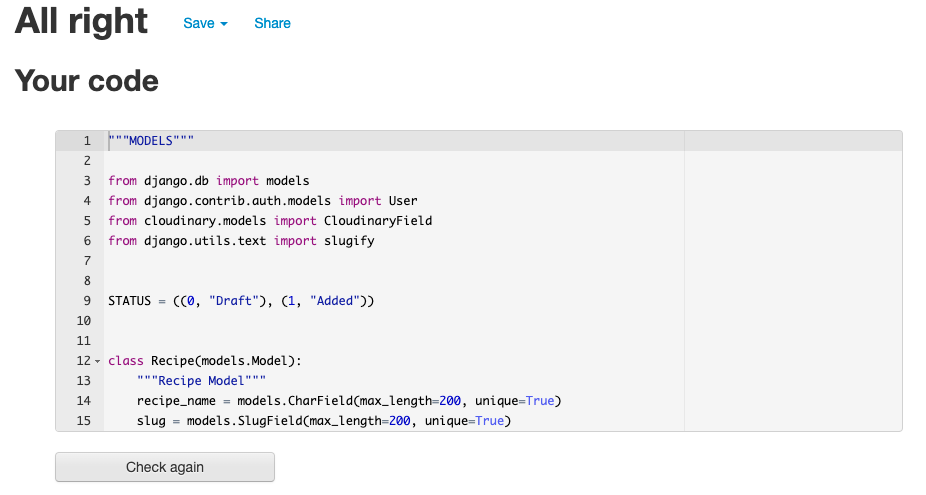 All right Save Share
Your code
1 """MODELS"""
2
3 from django.db import models
4 from django.contrib.auth.models import User
5 from cloudinary.models import CloudinaryField
6 from django.utils.text import slugify
7
8
9 STATUS = ((0, "Draft"), (1, "Added"))
10
11
12 class Recipe(models.Model):
13     """Recipe Model"""
14     recipe_name = models.CharField(max_length=200, unique=True)
15     slug = models.SlugField(max_length=200, unique=True)
Check again